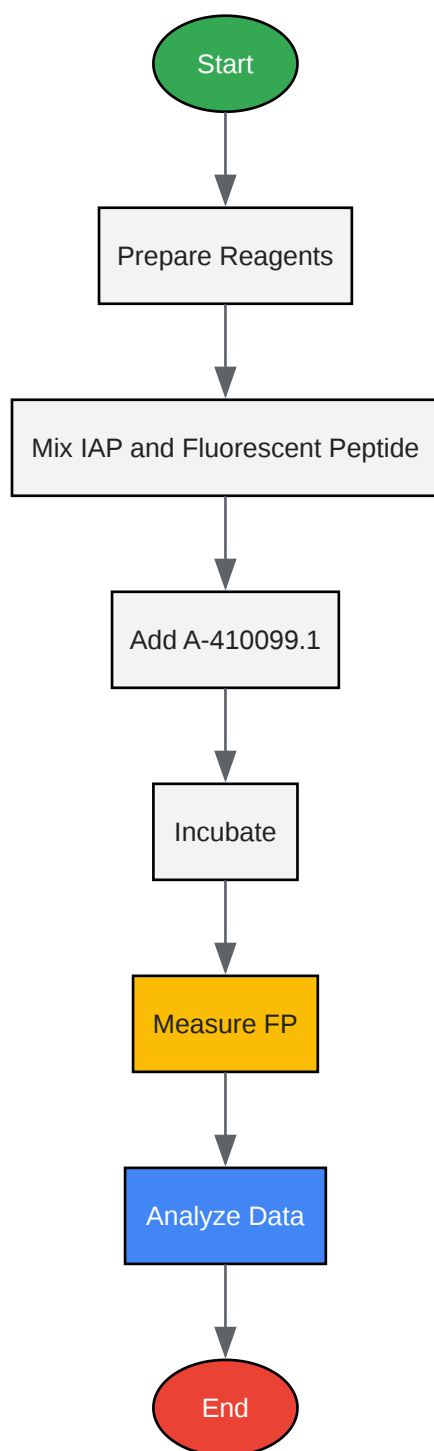 Start
Prepare Reagents
Mix IAP and Fluorescent Peptide
Add A-410099.1
Incubate
Measure FP
Analyze Data
End